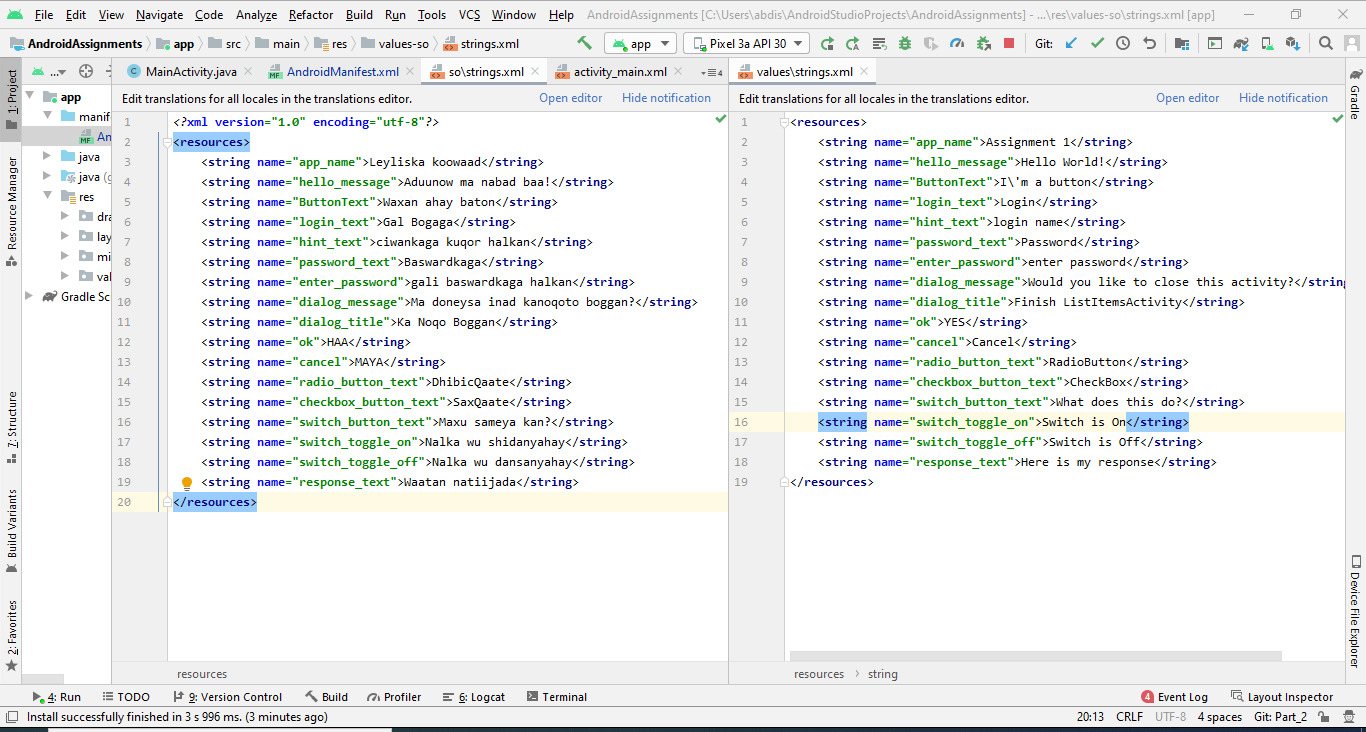 File Edit View Navigate Code Analyze Refactor Build Run Tools VCS Window Help AndroidAssignments [C:\Users\abdis\AndroidStudioProjects\AndroidAssignments] - ...\res\values-so\strings.xml [app]
AndroidAssignments app src main res values-so strings.xml app Pixel 3a API 30 Git:
MainActivity.java AndroidManifest.xml so\strings.xml activity_main.xml values\strings.xml
1: Project
Resource Manager
7: Structure
Build Variants
2: Favorites
app
manif
An
java
java (g
res
dra
lay
mi
val
Gradle Sc
Edit translations for all locales in the translations editor. Open editor Hide notification
1 <?xml version="1.0" encoding="utf-8"?>
2 <resources>
3 <string name="app_name">Leyliska koowaad</string>
4 <string name="hello_message">Aduunow ma nabad baa!</string>
5 <string name="ButtonText">Waxan ahay baton</string>
6 <string name="login_text">Gal Bogaga</string>
7 <string name="hint_text">ciwankaga kuqor halkan</string>
8 <string name="password_text">Baswardkaga</string>
9 <string name="enter_password">gali baswardkaga halkan</string>
10 <string name="dialog_message">Ma doneysa inad kanoqoto boggan?</string>
11 <string name="dialog_title">Ka Noqo Boggan</string>
12 <string name="ok">HAA</string>
13 <string name="cancel">MAYA</string>
14 <string name="radio_button_text">DhibicQaate</string>
15 <string name="checkbox_button_text">SaxQaate</string>
16 <string name="switch_button_text">Maxu sameya kan?</string>
17 <string name="switch_toggle_on">Nalka wu shidanyahay</string>
18 <string name="switch_toggle_off">Nalka wu dansanyahay</string>
19 <string name="response_text">Waatan natiijada</string>
20 </resources>
resources
Edit translations for all locales in the translations editor. Open editor Hide notification
1 <resources>
2 <string name="app_name">Assignment 1</string>
3 <string name="hello_message">Hello World!</string>
4 <string name="ButtonText">I\'m a button</string>
5 <string name="login_text">Login</string>
6 <string name="hint_text">login name</string>
7 <string name="password_text">Password</string>
8 <string name="enter_password">enter password</string>
9 <string name="dialog_message">Would you like to close this activity?</string
10 <string name="dialog_title">Finish ListItemsActivity</string>
11 <string name="ok">YES</string>
12 <string name="cancel">Cancel</string>
13 <string name="radio_button_text">RadioButton</string>
14 <string name="checkbox_button_text">CheckBox</string>
15 <string name="switch_button_text">What does this do?</string>
16 <string name="switch_toggle_on">Switch is On</string>
17 <string name="switch_toggle_off">Switch is Off</string>
18 <string name="response_text">Here is my response</string>
19 </resources>
resources string
Gradle
Device File Explorer
4: Run TODO 9: Version Control Build Profiler 6: Logcat Terminal 4 Event Log Layout Inspector
Install successfully finished in 3 s 996 ms. (3 minutes ago) 20:13 CRLF UTF-8 4 spaces Git: Part_2